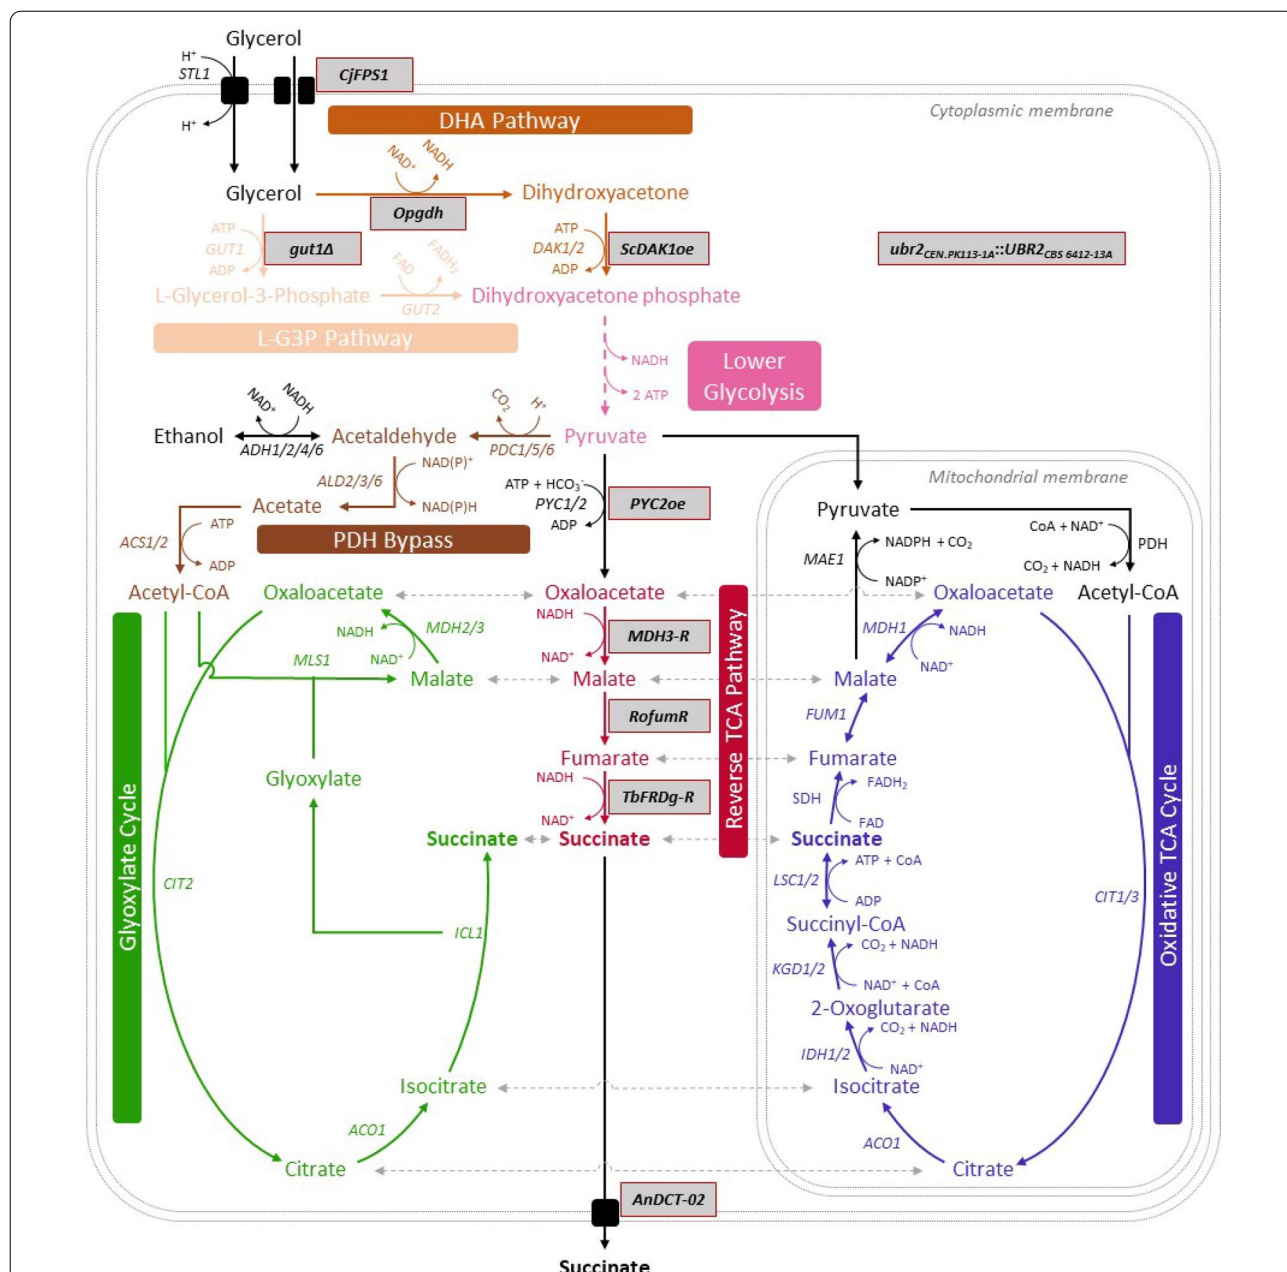 Glycerol
H⁺
STL1
CjFPS1
H⁺
Cytoplasmic membrane
DHA Pathway
NAD⁺
NADH
Glycerol
Dihydroxyacetone
Opgdh
ATP
GUT1
ADP
gut1Δ
FAD
FADH₂
GUT2
ATP
DAK1/2
ADP
ScDAK1oe
ubr2CEN.PK113-1A::UBR2CBS 6412-13A
L-Glycerol-3-Phosphate
Dihydroxyacetone phosphate
L-G3P Pathway
NADH
2 ATP
Lower
Glycolysis
NAD⁺
NADH
CO₂
H⁺
Ethanol
ADH1/2/4/6
Acetaldehyde
PDC1/5/6
Pyruvate
ALD2/3/6
NAD(P)⁺
NAD(P)H
ATP + HCO₃⁻
PYC1/2
ADP
PYC2oe
Mitochondrial membrane
Acetate
Pyruvate
ACS1/2
ATP
ADP
PDH Bypass
MAE1
NADPH + CO₂
NADP⁺
CoA + NAD⁺
PDH
CO₂ + NADH
Acetyl-CoA
Oxaloacetate
Oxaloacetate
Oxaloacetate
Acetyl-CoA
NADH
MDH2/3
NAD⁺
MLS1
NADH
NAD⁺
MDH3-R
MDH1
NADH
NAD⁺
Malate
Malate
Malate
RofumR
FUM1
Glyoxylate
Fumarate
Fumarate
NADH
NAD⁺
TbFRDg-R
SDH
FADH₂
FAD
Succinate
Succinate
Succinate
Reverse TCA Pathway
Glyoxylate Cycle
Oxidative TCA Cycle
CIT2
ICL1
LSC1/2
ATP + CoA
ADP
CIT1/3
Succinyl-CoA
KGD1/2
CO₂ + NADH
NAD⁺ + CoA
2-Oxoglutarate
IDH1/2
CO₂ + NADH
NAD⁺
Isocitrate
Isocitrate
ACO1
ACO1
Citrate
Citrate
AnDCT-02
Succinate